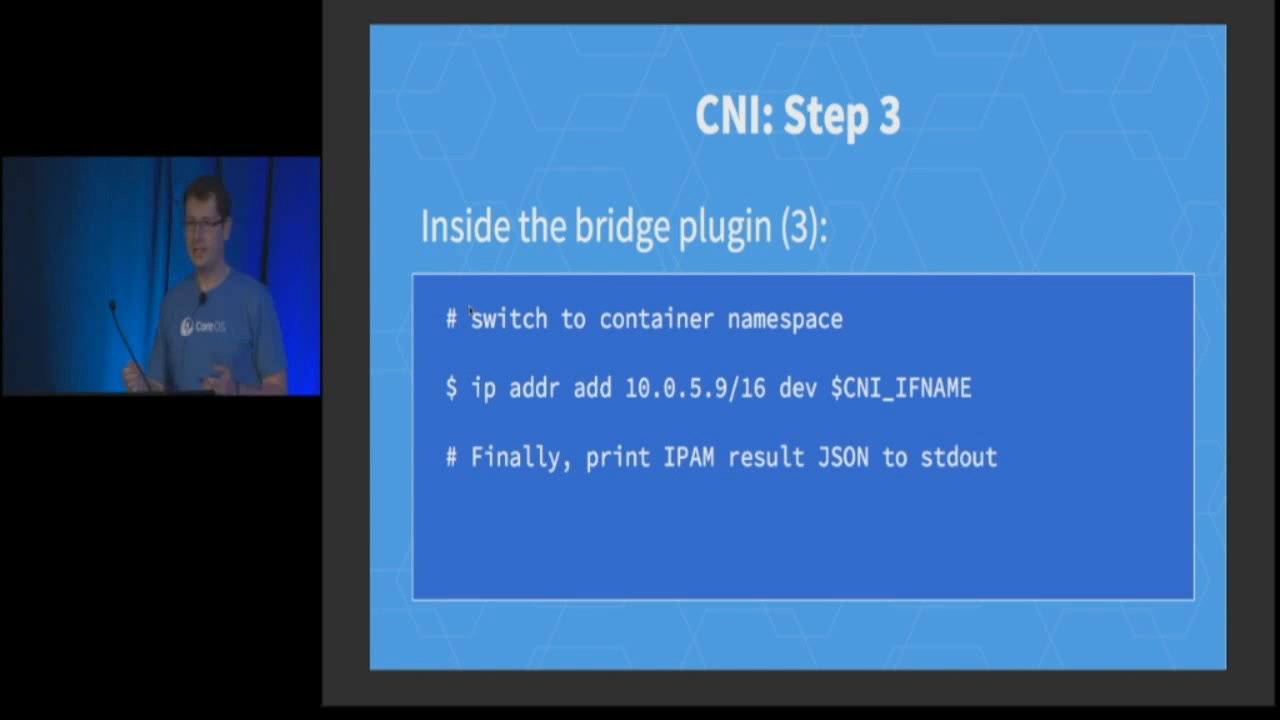 CNI: Step 3
Inside the bridge plugin (3):
# switch to container namespace
$ ip addr add 10.0.5.9/16 dev $CNI_IFNAME
# Finally, print IPAM result JSON to stdout
CoreOS